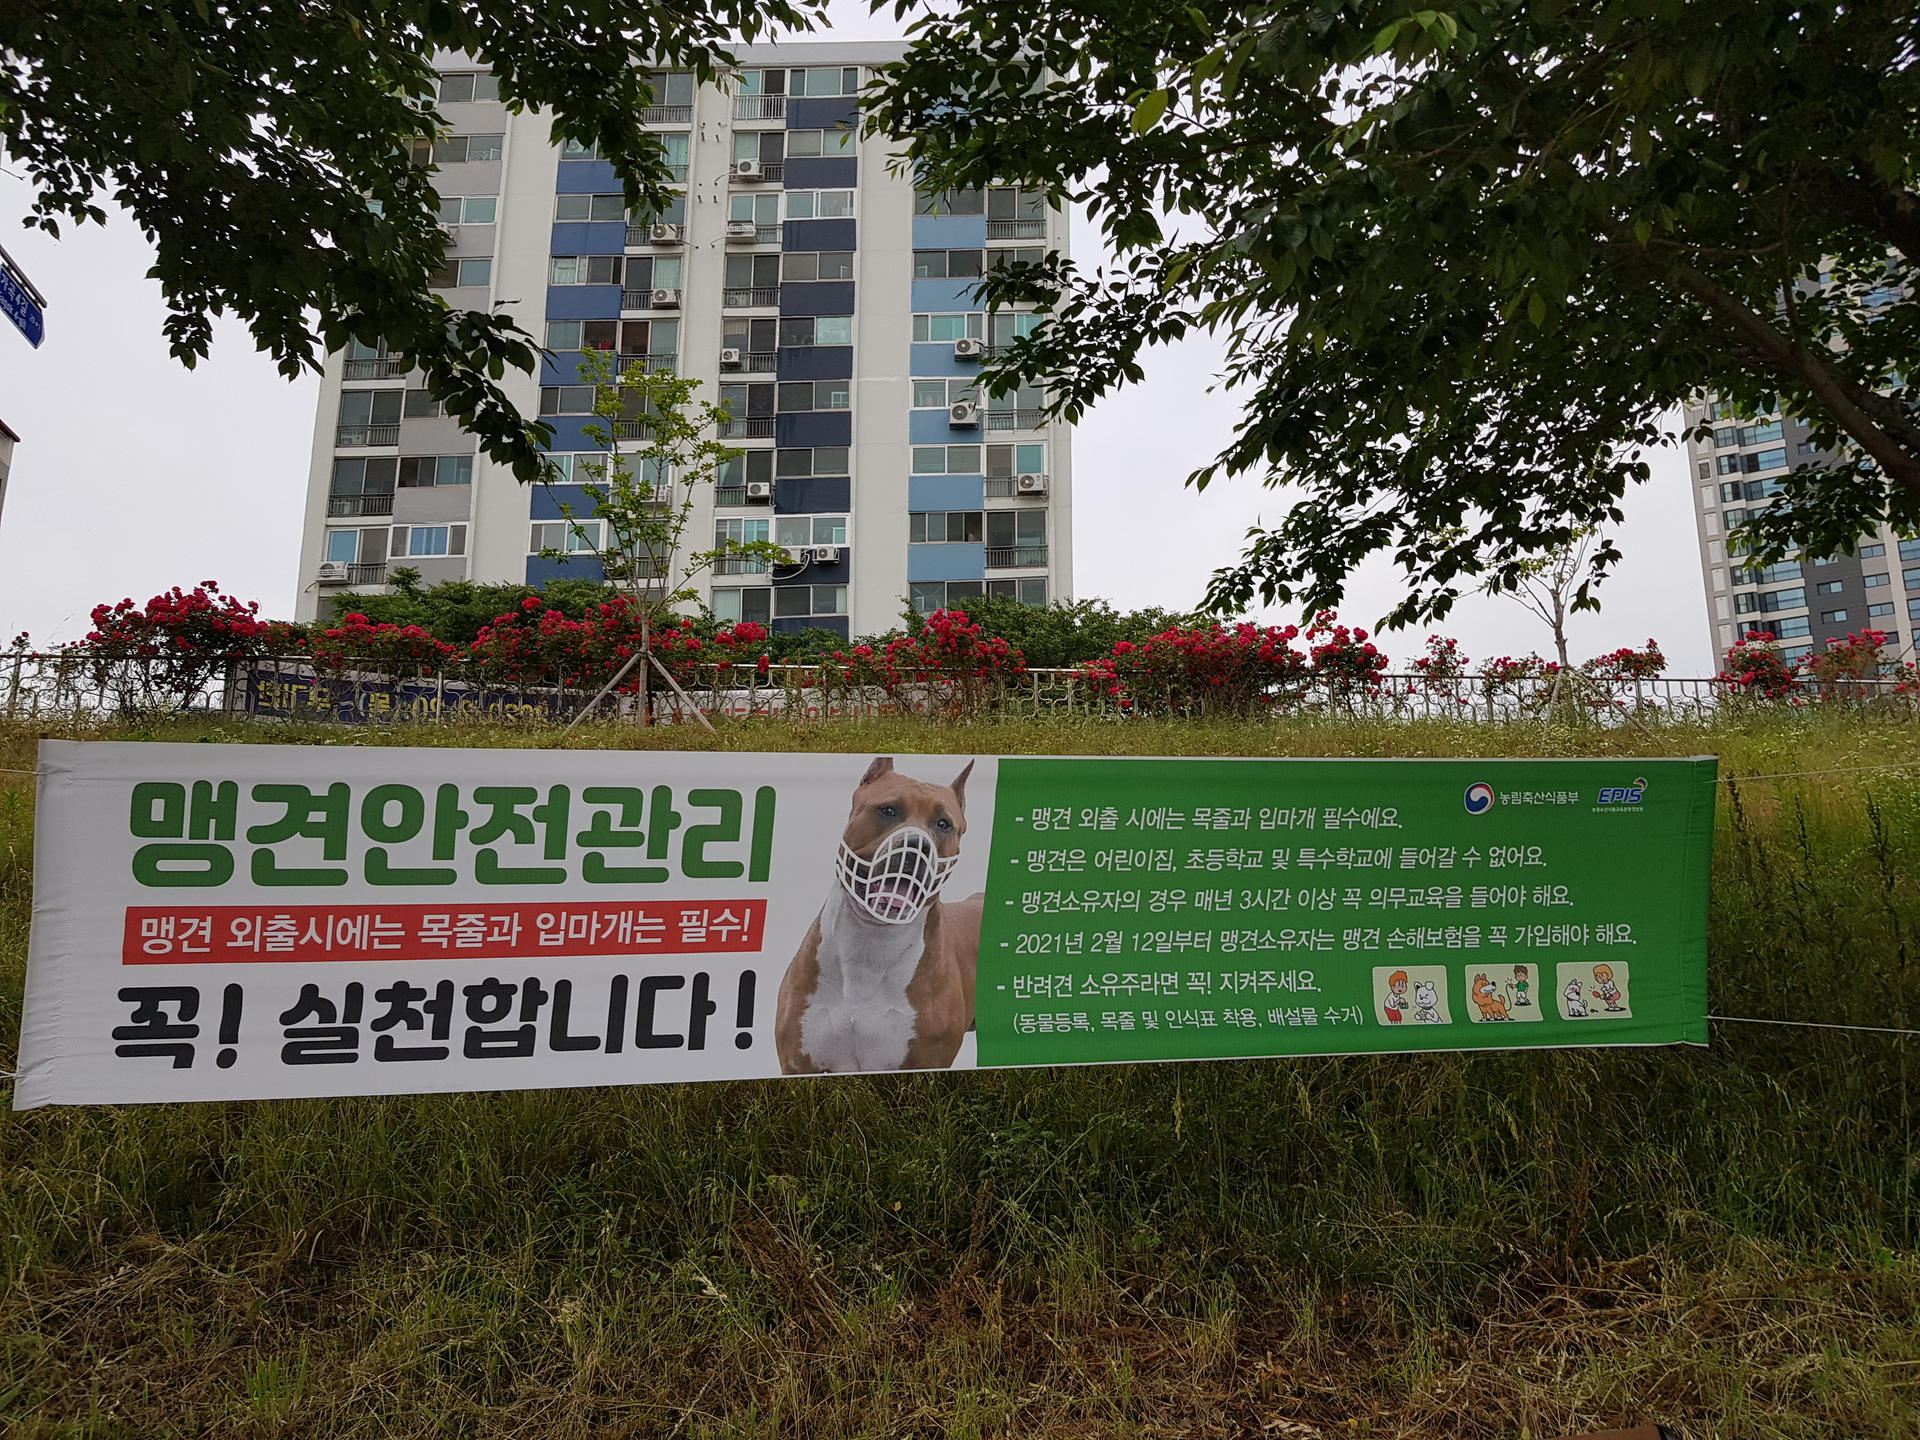 맹견안전관리
맹견 외출시에는 목줄과 입마개는 필수!
꼭! 실천합니다!
농림축산식품부
EPIS
- 맹견 외출 시에는 목줄과 입마개 필수에요.
- 맹견은 어린이집, 초등학교 및 특수학교에 들어갈 수 없어요.
- 맹견소유자의 경우 매년 3시간 이상 꼭 의무교육을 들어야 해요.
- 2021년 2월 12일부터 맹견소유자는 맹견 손해보험을 꼭 가입해야 해요.
- 반려견 소유주라면 꼭! 지켜주세요.
(동물등록, 목줄 및 인식표 착용, 배설물 수거)